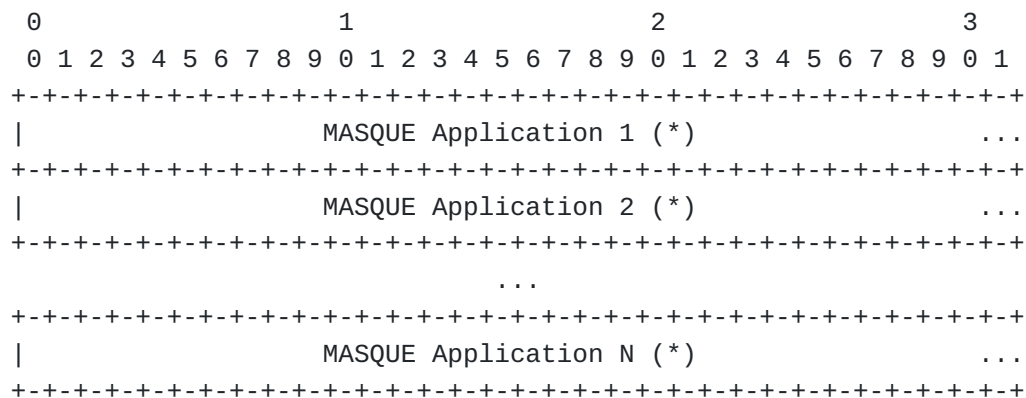 0                   1                   2                   3
 0 1 2 3 4 5 6 7 8 9 0 1 2 3 4 5 6 7 8 9 0 1 2 3 4 5 6 7 8 9 0 1
+-+-+-+-+-+-+-+-+-+-+-+-+-+-+-+-+-+-+-+-+-+-+-+-+-+-+-+-+-+-+-+-+
|                   MASQUE Application 1 (*)                  ...
+-+-+-+-+-+-+-+-+-+-+-+-+-+-+-+-+-+-+-+-+-+-+-+-+-+-+-+-+-+-+-+-+
|                   MASQUE Application 2 (*)                  ...
+-+-+-+-+-+-+-+-+-+-+-+-+-+-+-+-+-+-+-+-+-+-+-+-+-+-+-+-+-+-+-+-+
                               ...
+-+-+-+-+-+-+-+-+-+-+-+-+-+-+-+-+-+-+-+-+-+-+-+-+-+-+-+-+-+-+-+-+
|                   MASQUE Application N (*)                  ...
+-+-+-+-+-+-+-+-+-+-+-+-+-+-+-+-+-+-+-+-+-+-+-+-+-+-+-+-+-+-+-+-+